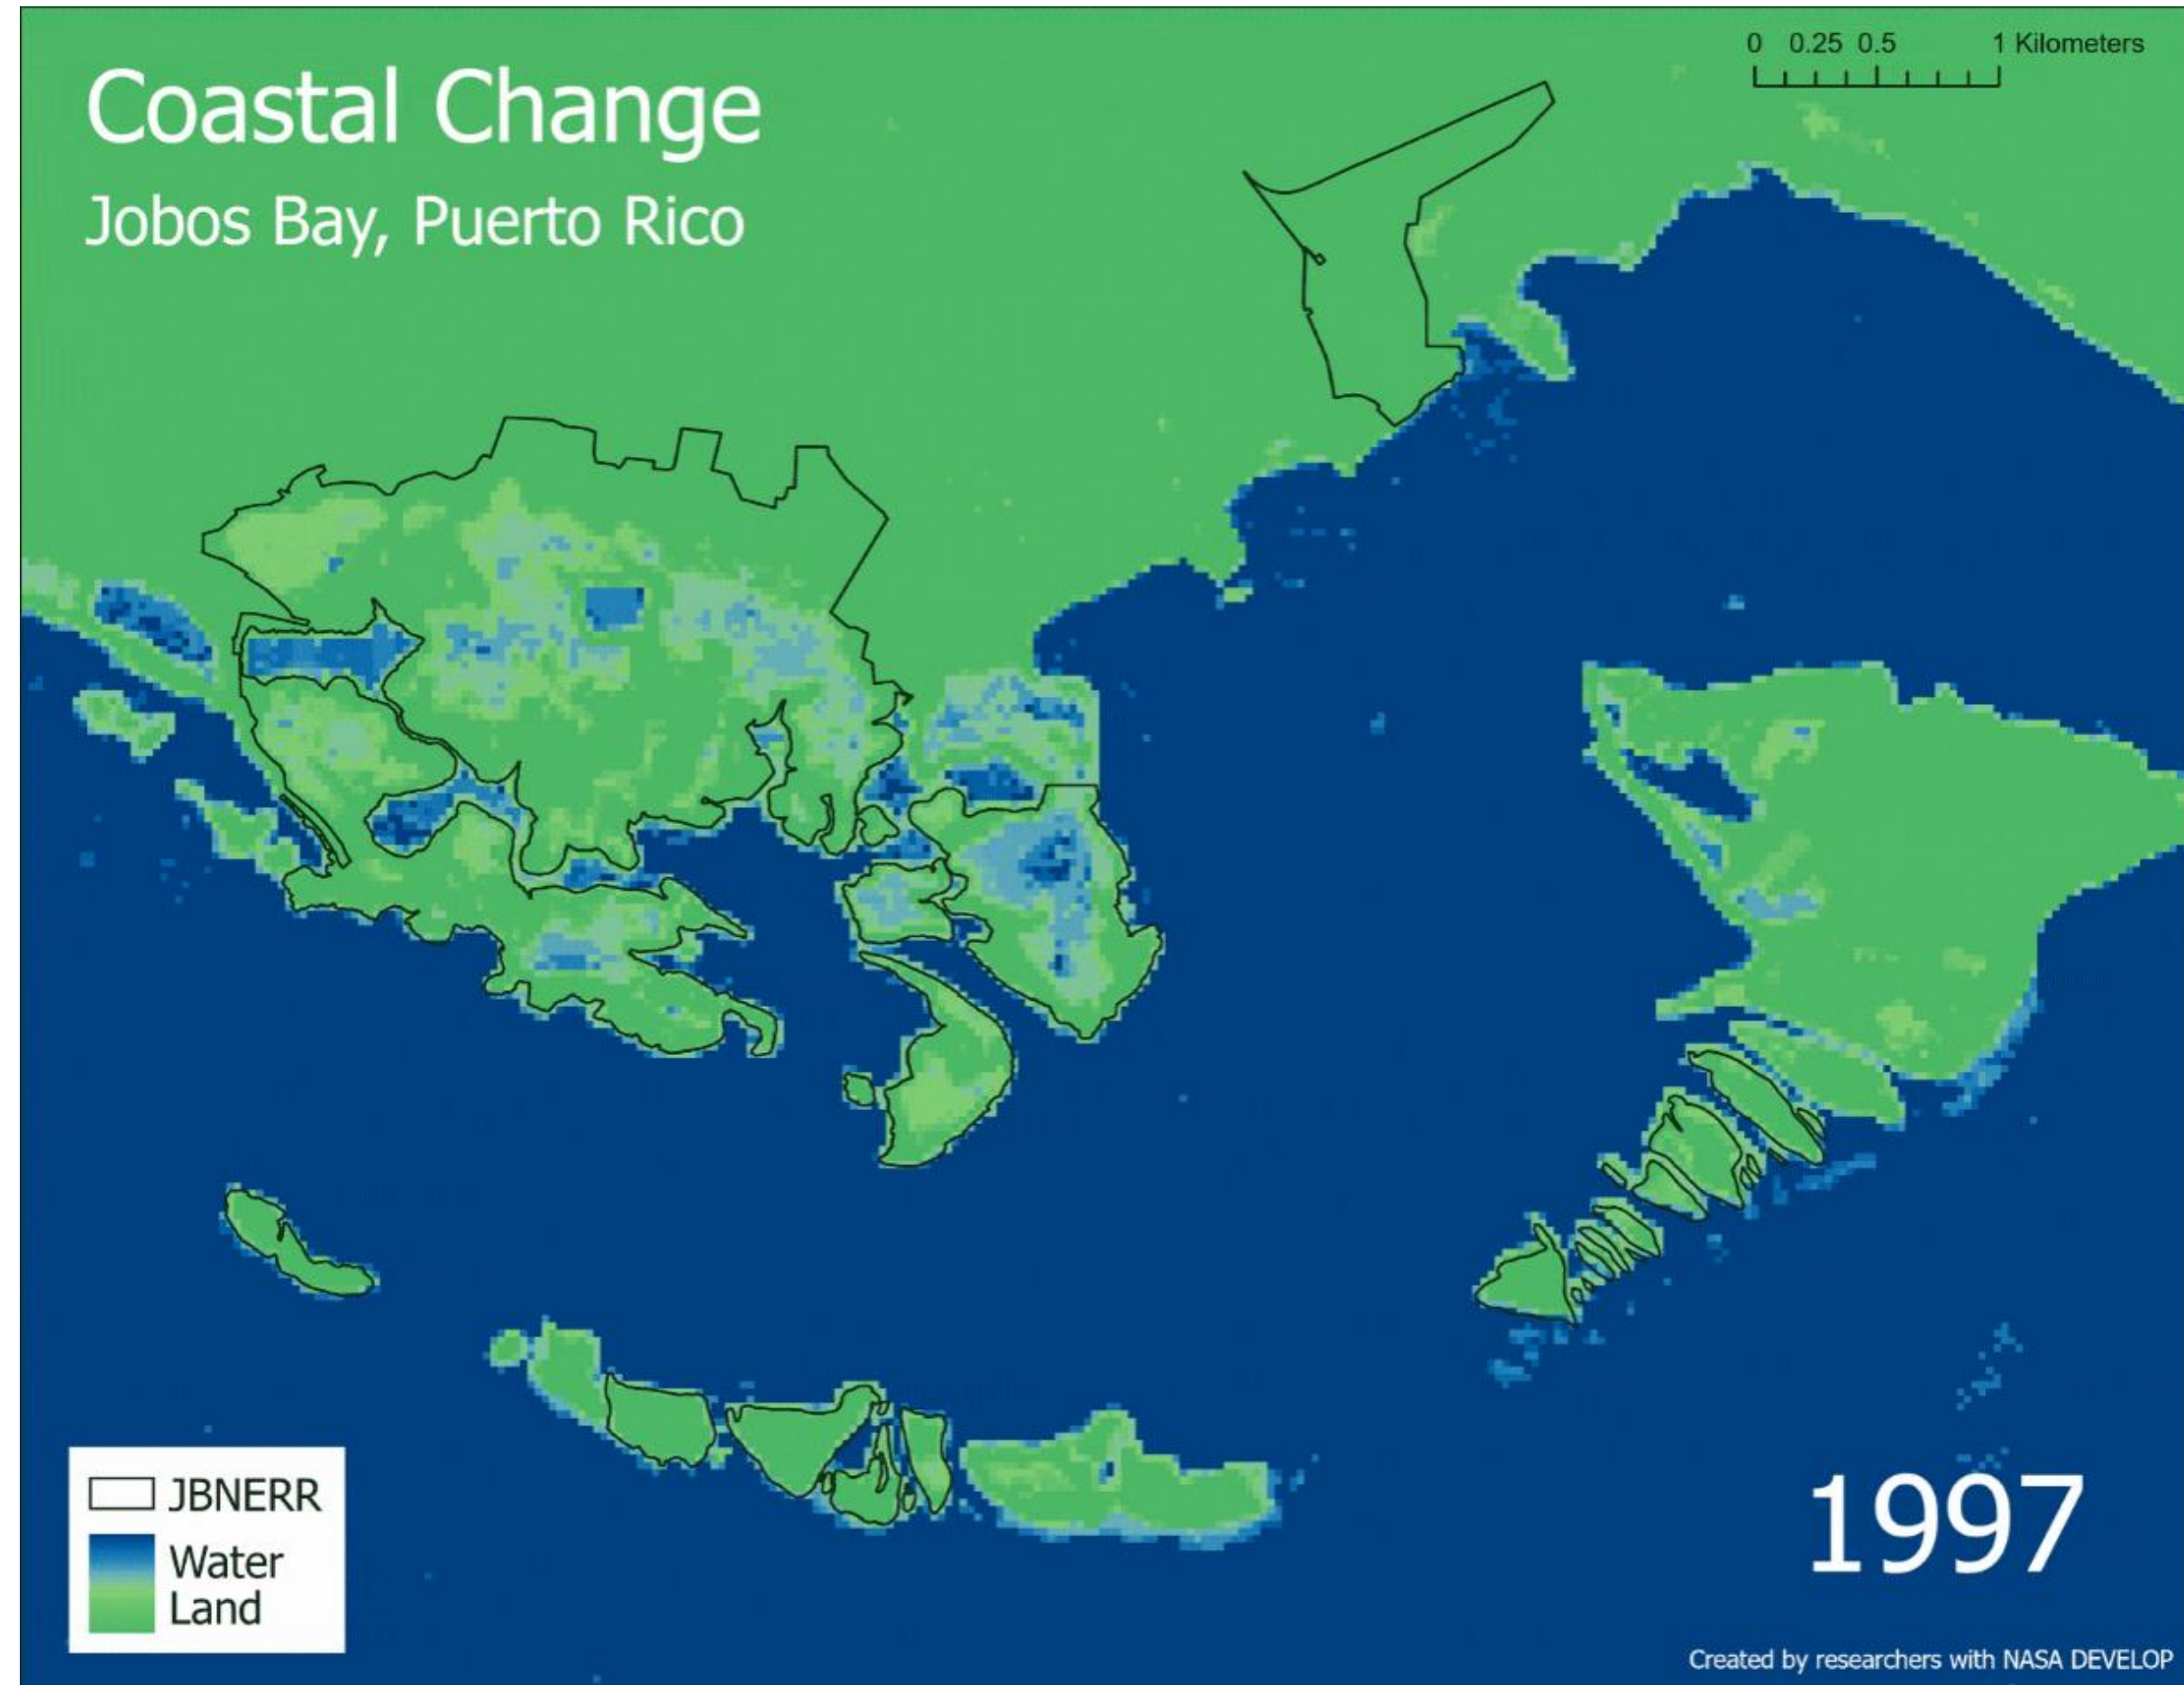 Coastal Change
Jobos Bay, Puerto Rico
0 0.25 0.5 1 Kilometers
JBNERR
Water
Land
1997
Created by researchers with NASA DEVELOP